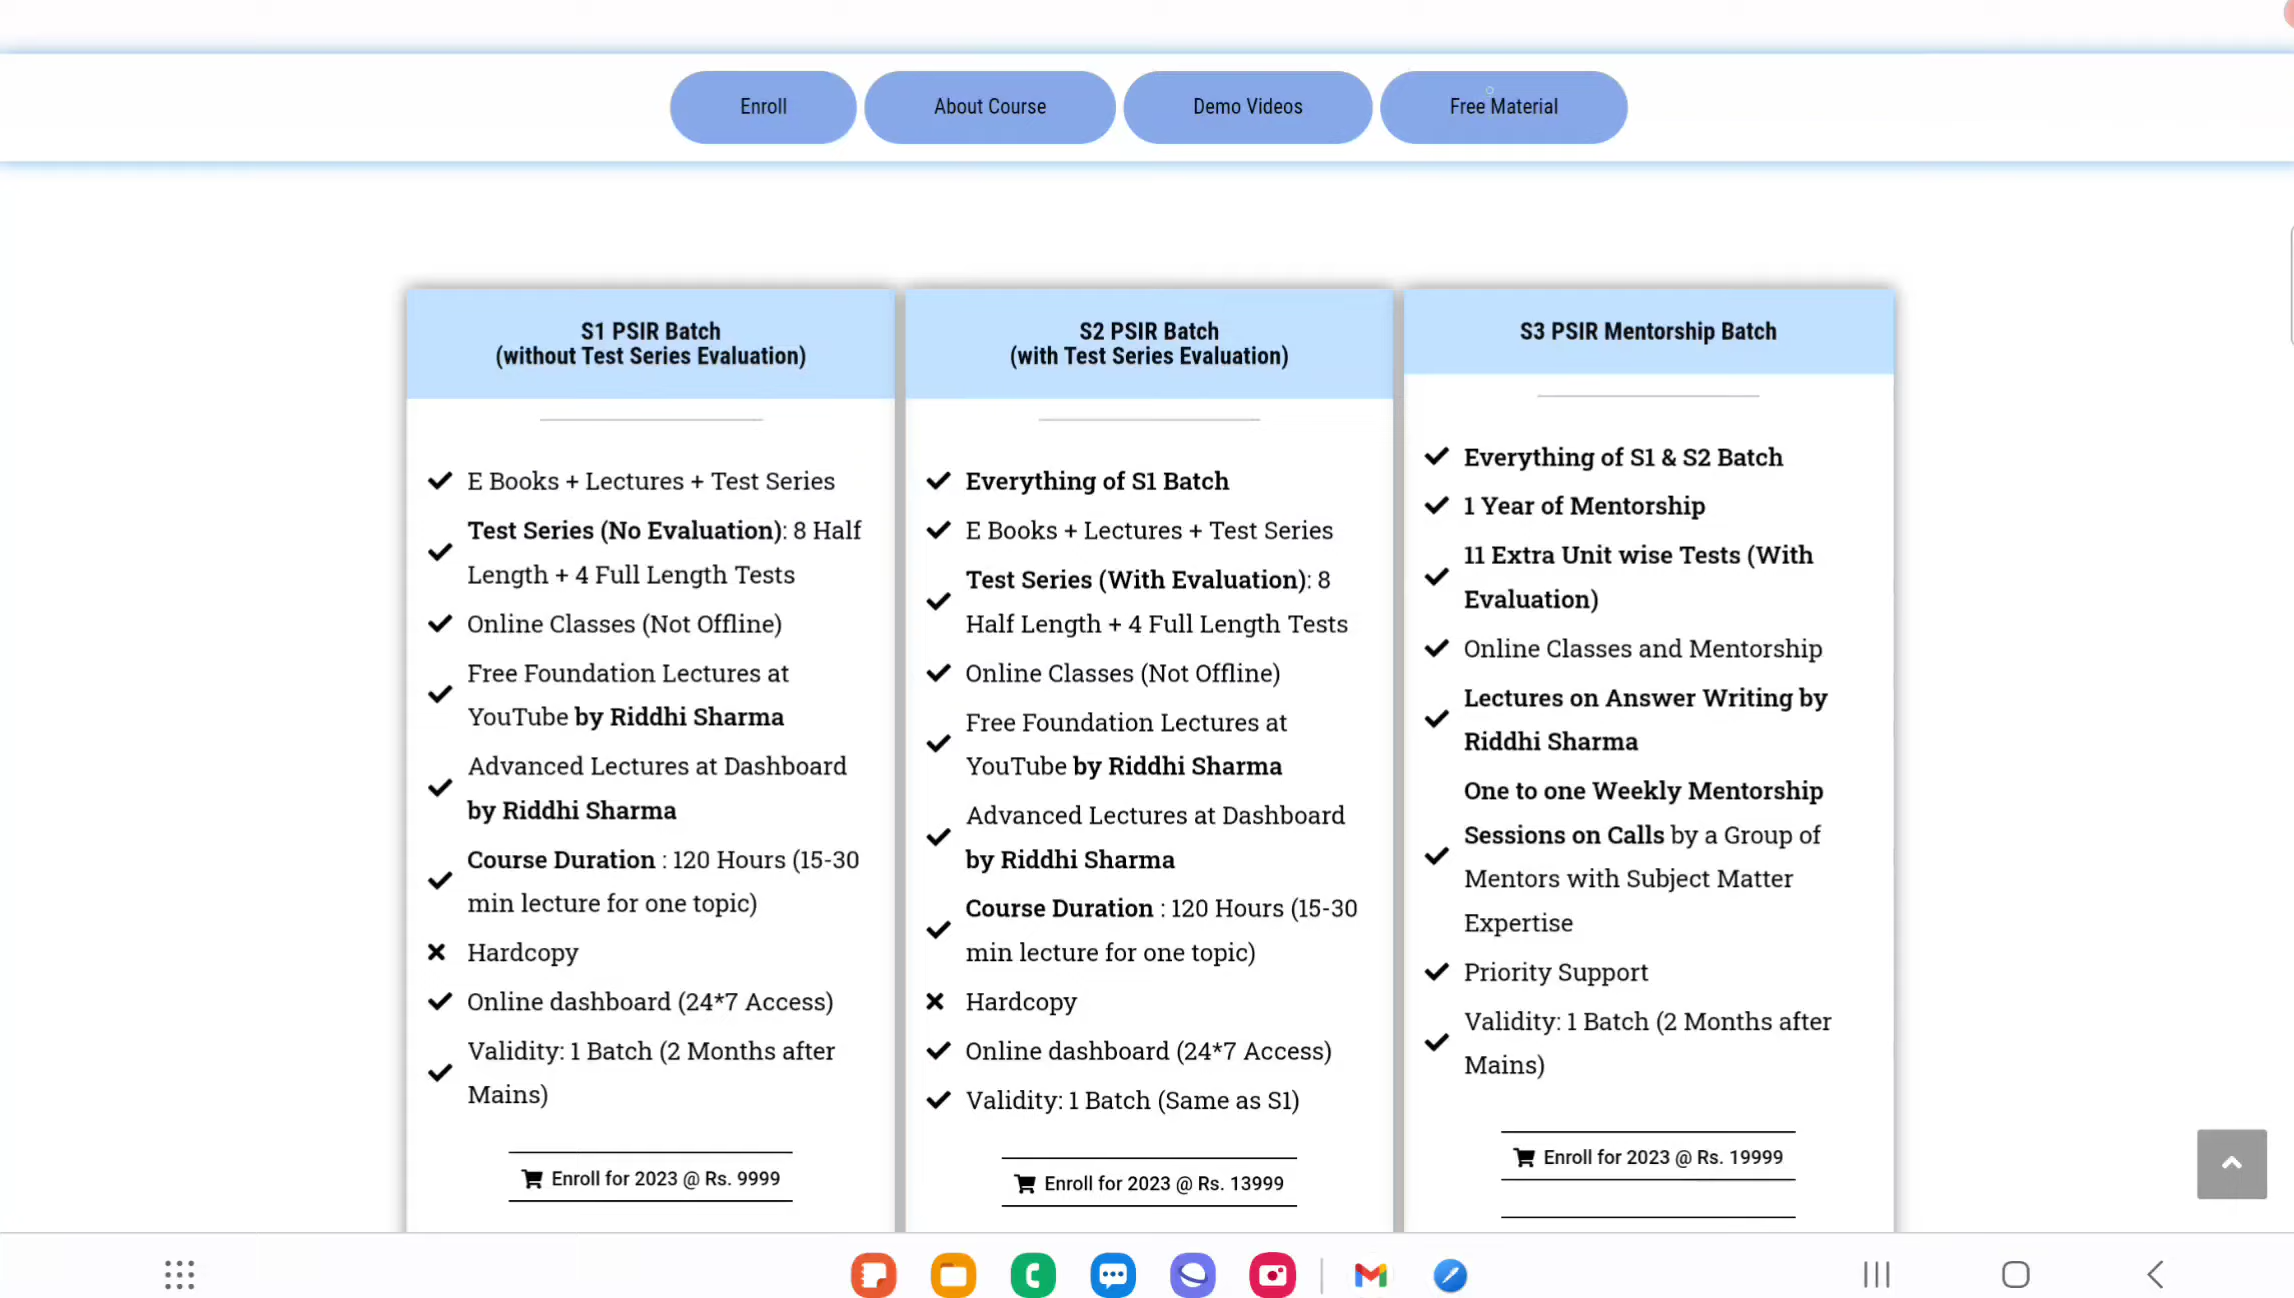 Enroll
About Course
Demo Videos
Free Material
S1 PSIR Batch
(without Test Series Evaluation)
E Books + Lectures + Test Series
Test Series (No Evaluation): 8 Half
Length + 4 Full Length Tests
Online Classes (Not Offline)
Free Foundation Lectures at
YouTube by Riddhi Sharma
Advanced Lectures at Dashboard
by Riddhi Sharma
Course Duration : 120 Hours (15-30
min lecture for one topic)
Hardcopy
Online dashboard (24*7 Access)
Validity: 1 Batch (2 Months after
Mains)
Enroll for 2023 @ Rs. 9999
S2 PSIR Batch
(with Test Series Evaluation)
Everything of S1 Batch
E Books + Lectures + Test Series
Test Series (With Evaluation): 8
Half Length + 4 Full Length Tests
Online Classes (Not Offline)
Free Foundation Lectures at
YouTube by Riddhi Sharma
Advanced Lectures at Dashboard
by Riddhi Sharma
Course Duration : 120 Hours (15-30
min lecture for one topic)
Hardcopy
Online dashboard (24*7 Access)
Validity: 1 Batch (Same as S1)
Enroll for 2023 @ Rs. 13999
S3 PSIR Mentorship Batch
Everything of S1 & S2 Batch
1 Year of Mentorship
11 Extra Unit wise Tests (With
Evaluation)
Online Classes and Mentorship
Lectures on Answer Writing by
Riddhi Sharma
One to one Weekly Mentorship
Sessions on Calls by a Group of
Mentors with Subject Matter
Expertise
Priority Support
Validity: 1 Batch (2 Months after
Mains)
Enroll for 2023 @ Rs. 19999